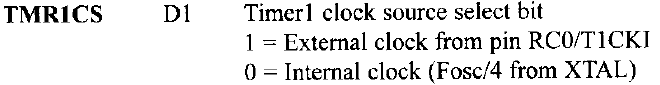 TMR1CS D1 Timer1 clock source select bit
1 = External clock from pin RC0/T1CKI
0 = Internal clock (Fosc/4 from XTAL)